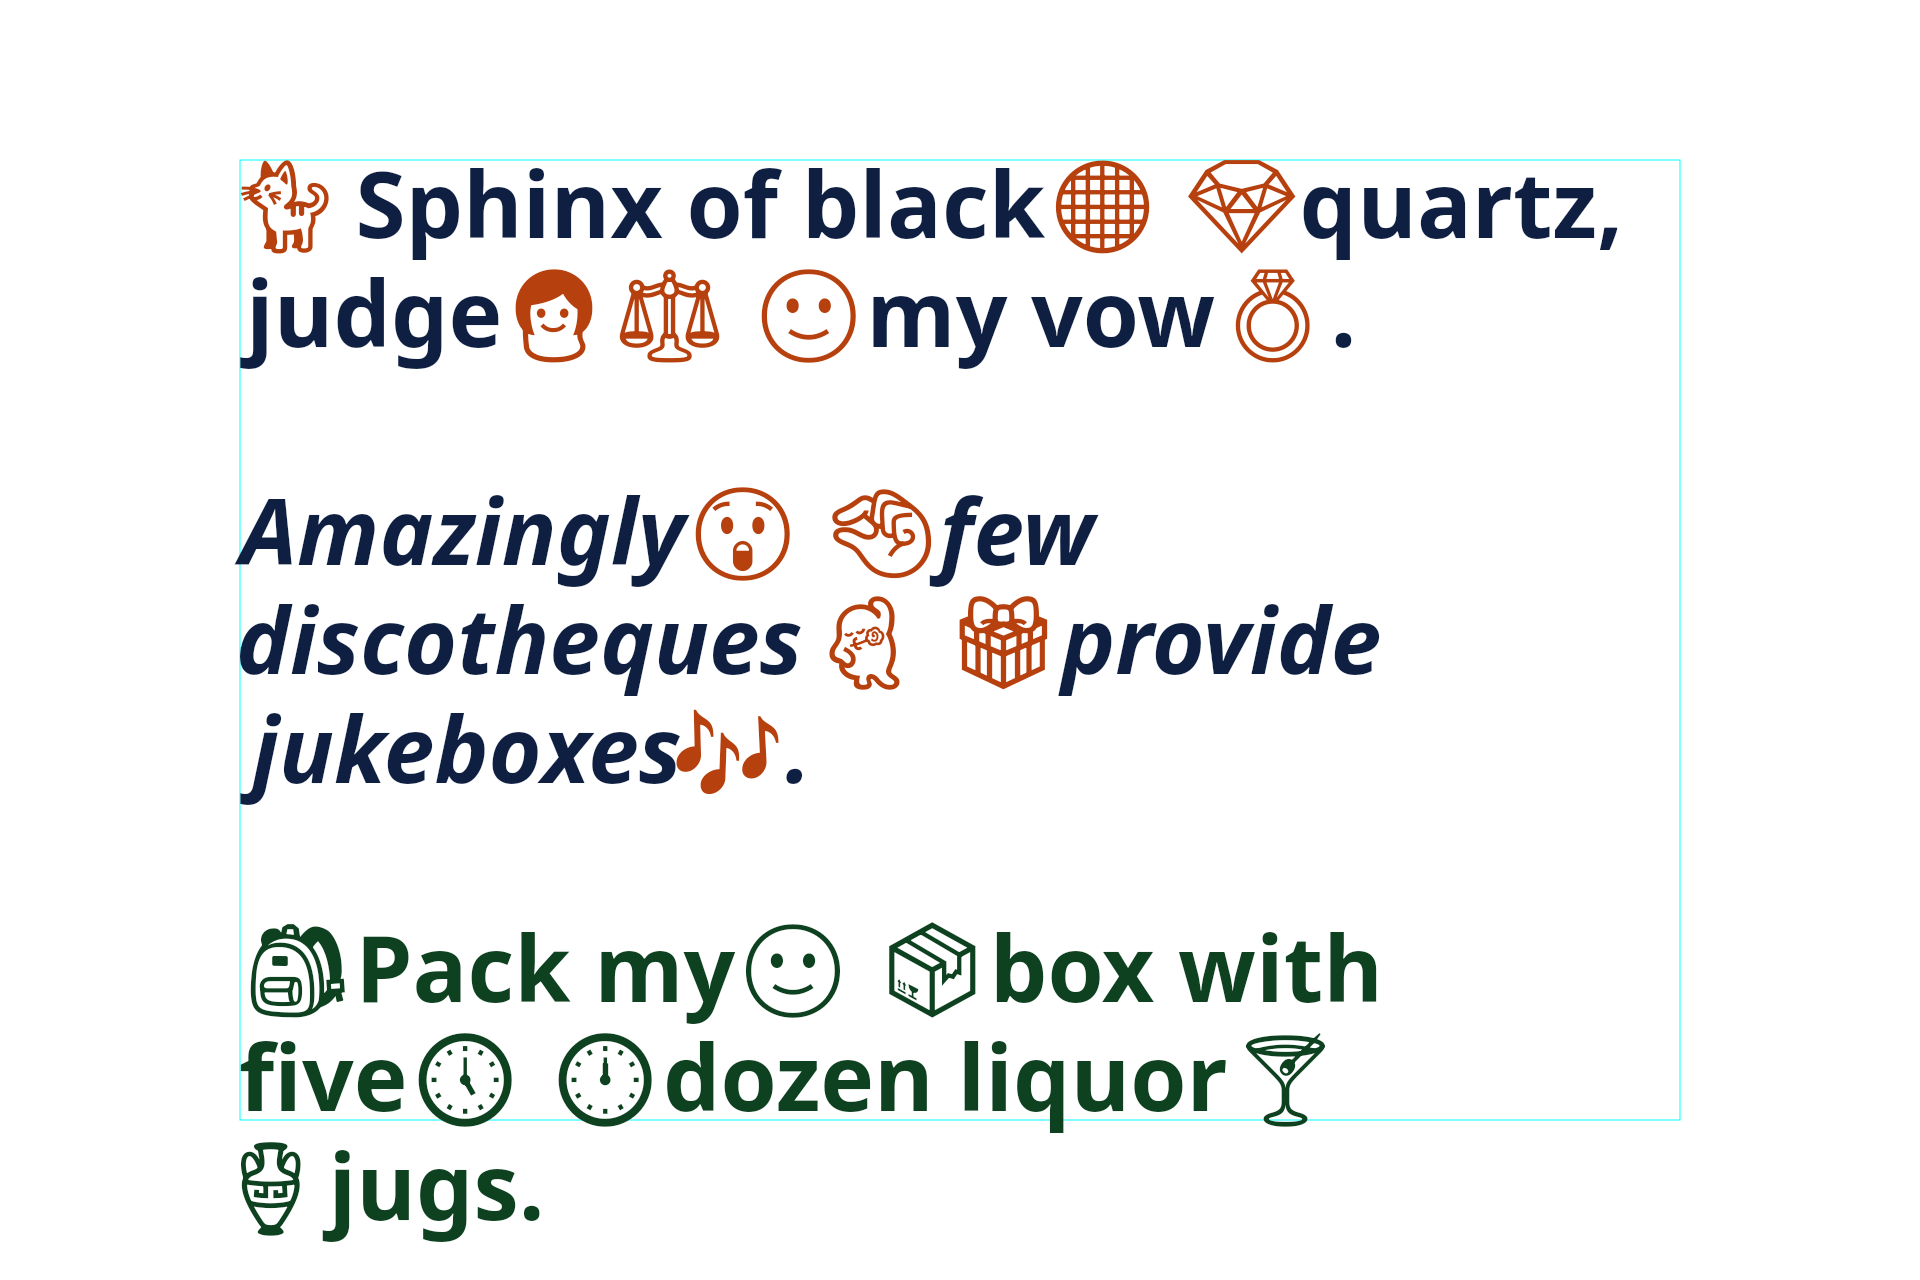 🐈 Sphinx of black🌐 💎quartz,
judge👩⚖ 🙂my vow💍.
Amazingly😲 🤏few
discotheques🕺 🎁provide
jukeboxes🎶.
🎒Pack my🙂 📦box with
five🕔 🕛dozen liquor🍸
🏺jugs.